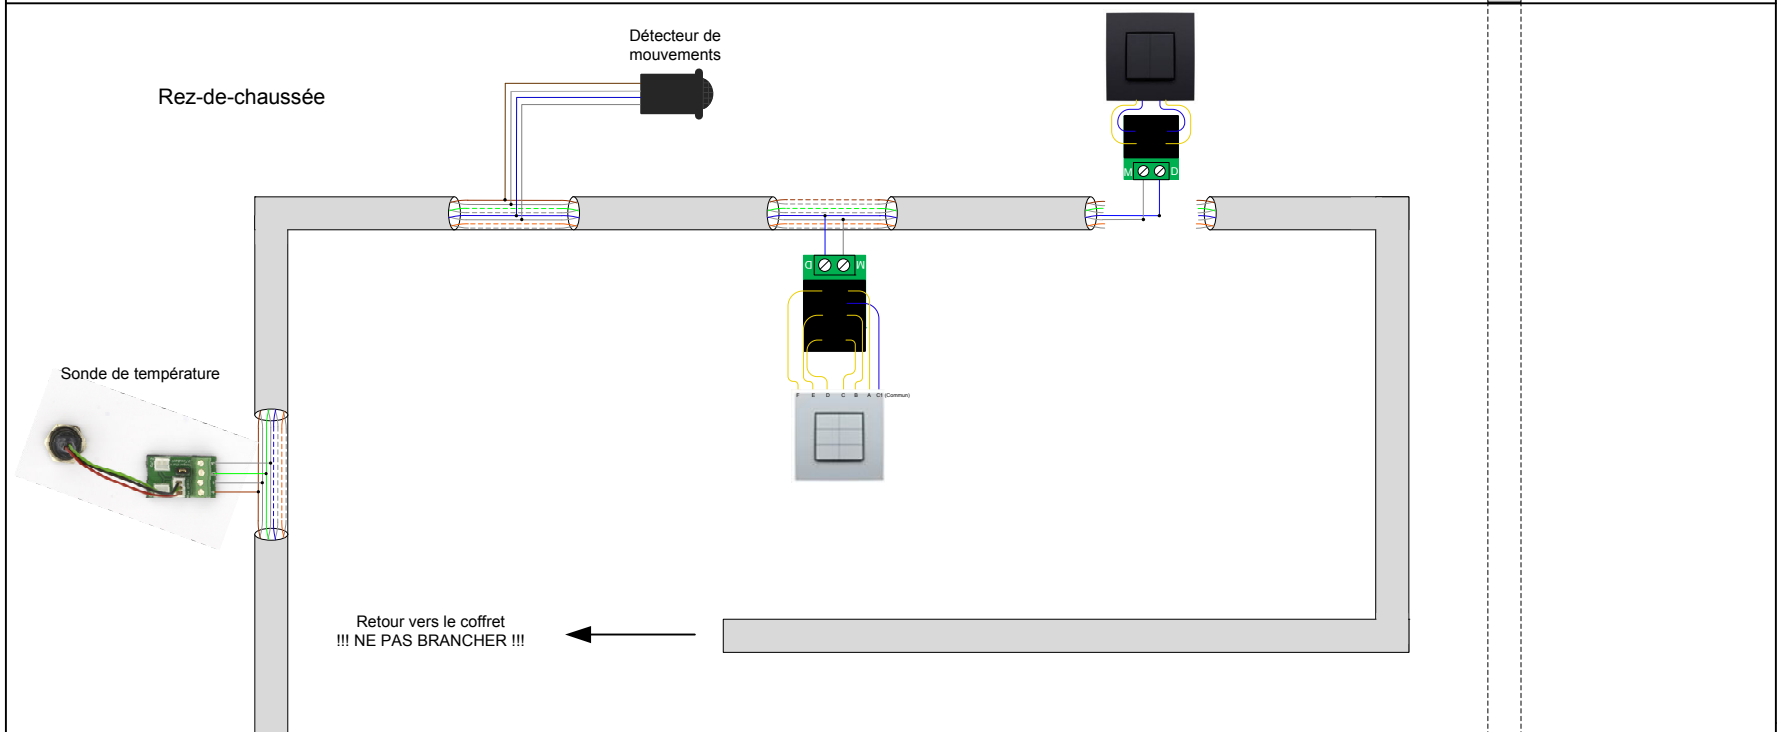 Détecteur de
mouvements
Rez-de-chaussée
M D
D M
Sonde de température
F E D C B A C1 (Commun)
Retour vers le coffret
!!! NE PAS BRANCHER !!!